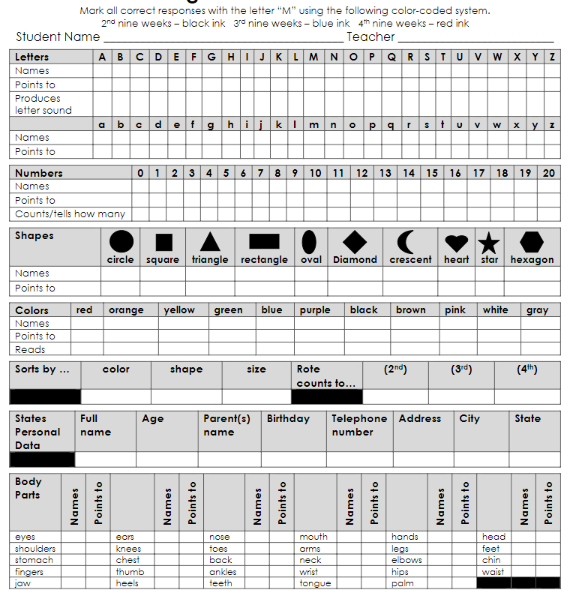 Mark all correct responses with the letter "M" using the following color-coded system.
2nd nine weeks – black ink 3rd nine weeks – blue ink 4th nine weeks – red ink
Student Name Teacher
Letters A B C D E F G H I J K L M N O P Q R S T U V W X Y Z
Names
Points to
Produces
letter sound
a b c d e f g h i j k l m n o p q r s t u v w x y z
Names
Points to
Numbers 0 1 2 3 4 5 6 7 8 9 10 11 12 13 14 15 16 17 18 19 20
Names
Points to
Counts/tells how many
Shapes
circle square triangle rectangle oval Diamond crescent heart star hexagon
Names
Points to
Colors red orange yellow green blue purple black brown pink white gray
Names
Points to
Reads
Sorts by ... color shape size Rote (2nd) (3rd) (4th)
counts to...
States Full Age Parent(s) Birthday Telephone Address City State
Personal name name number
Data
Body
Parts
Names Points to Names Points to Names Points to Names Points to Names Points to Names Points to
eyes ears nose mouth hands head
shoulders knees toes arms legs feet
stomach chest back neck elbows chin
fingers thumb ankles wrist hips waist
jaw heels teeth tongue palm